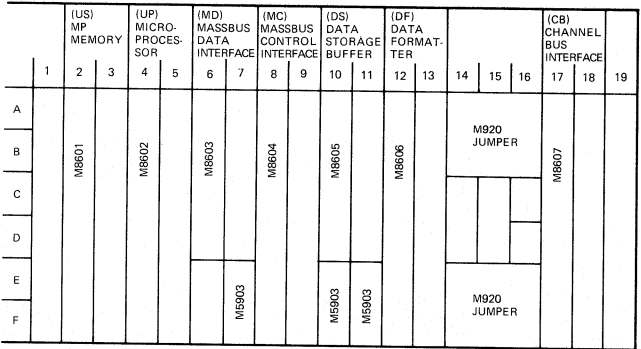 (US)
MP
MEMORY
(UP)
MICRO-
PROCES-
SOR
(MD)
MASSBUS
DATA
INTERFACE
(MC)
MASSBUS
CONTROL
INTERFACE
(DS)
DATA
STORAGE
BUFFER
(DF)
DATA
FORMAT-
TER
(CB)
CHANNEL
BUS
INTERFACE
1 2 3 4 5 6 7 8 9 10 11 12 13 14 15 16 17 18 19
A
B
C
D
E
F
M8601
M8602
M8603
M8604
M8605
M8606
M920
JUMPER
M8607
M5903
M5903
M5903
M920
JUMPER